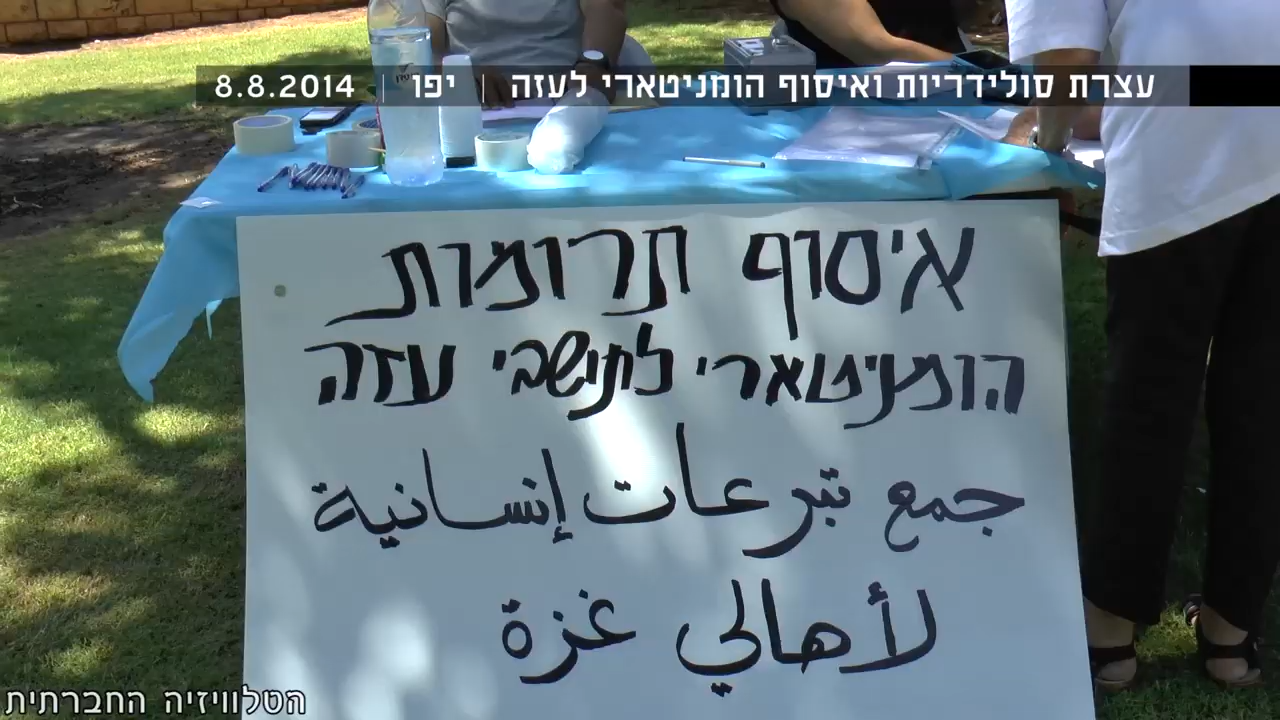 עצרת סולידריות ואיסוף הומניטארי לעזה | יפו | 8.8.2014
איסוף תרומות
הומניטארי לתושבי עזה
جمع تبرعات إنسانية
لأهالي غزة
הטלוויזיה החברתית